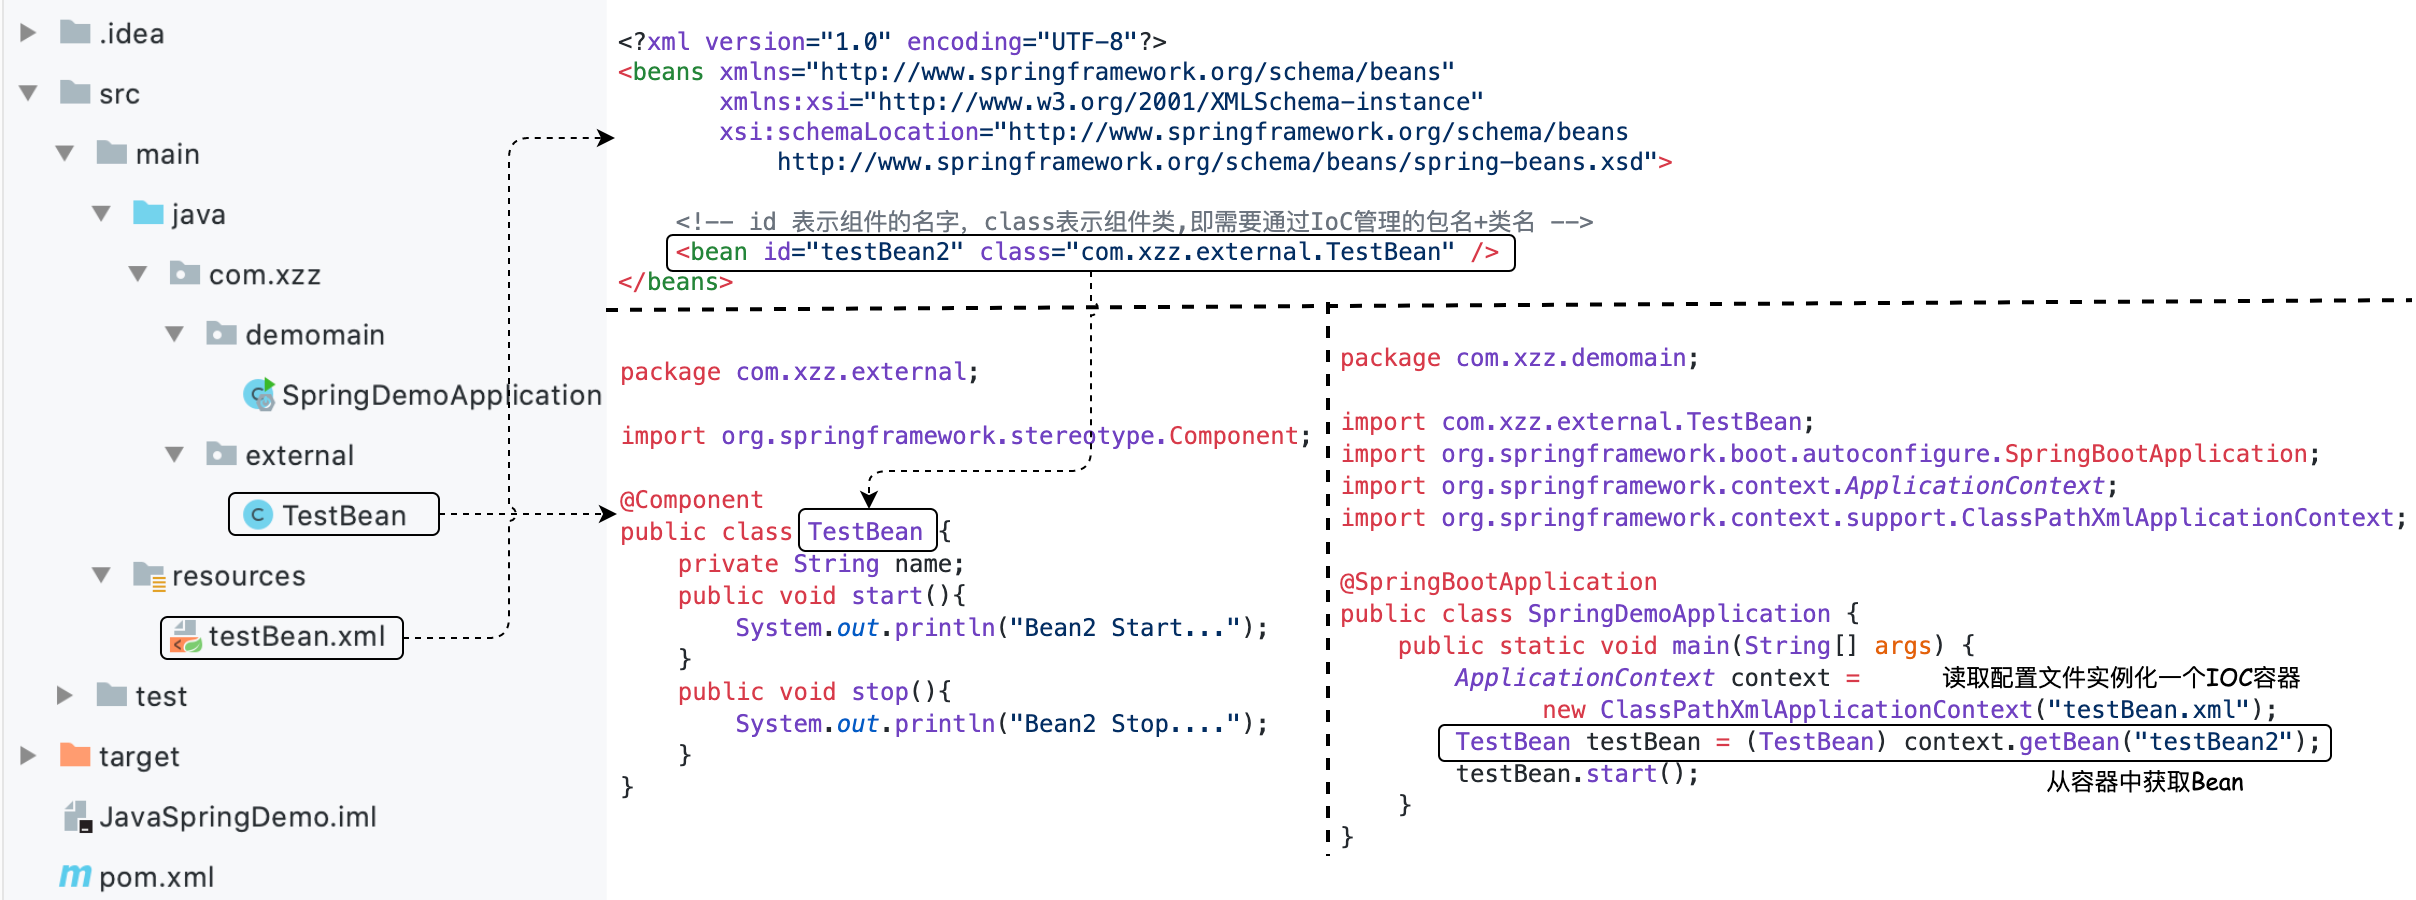 .idea
src
main
java
com.xzz
demomain
SpringDemoApplication
external
TestBean
resources
testBean.xml
test
target
JavaSpringDemo.iml
pom.xml
<?xml version="1.0" encoding="UTF-8"?>
<beans xmlns="http://www.springframework.org/schema/beans"
xmlns:xsi="http://www.w3.org/2001/XMLSchema-instance"
xsi:schemaLocation="http://www.springframework.org/schema/beans
http://www.springframework.org/schema/beans/spring-beans.xsd">
<!-- id 表示组件的名字，class表示组件类,即需要通过IoC管理的包名+类名 -->
<bean id="testBean2" class="com.xzz.external.TestBean" />
</beans>
package com.xzz.external;
import org.springframework.stereotype.Component;
@Component
public class TestBean {
private String name;
public void start(){
System.out.println("Bean2 Start...");
}
public void stop(){
System.out.println("Bean2 Stop....");
}
}
package com.xzz.demomain;
import com.xzz.external.TestBean;
import org.springframework.boot.autoconfigure.SpringBootApplication;
import org.springframework.context.ApplicationContext;
import org.springframework.context.support.ClassPathXmlApplicationContext;
@SpringBootApplication
public class SpringDemoApplication {
public static void main(String[] args) {
ApplicationContext context = 读取配置文件实例化一个IOC容器
new ClassPathXmlApplicationContext("testBean.xml");
TestBean testBean = (TestBean) context.getBean("testBean2");
testBean.start();
从容器中获取Bean
}
}